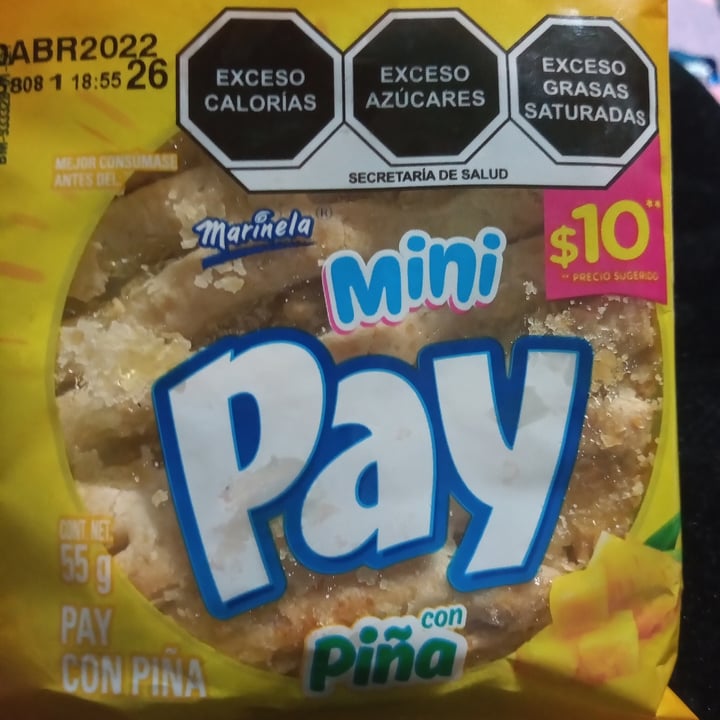 ABR2022
808 1 18:55 26
MEJOR CONSUMASE
ANTES DEL
EXCESO
CALORÍAS
EXCESO
AZÚCARES
EXCESO
GRASAS
SATURADAS
SECRETARÍA DE SALUD
Marinela
$10**
** PRECIO SUGERIDO
Mini
Pay
con
Piña
CONT. NET.
55 g
PAY
CON PIÑA